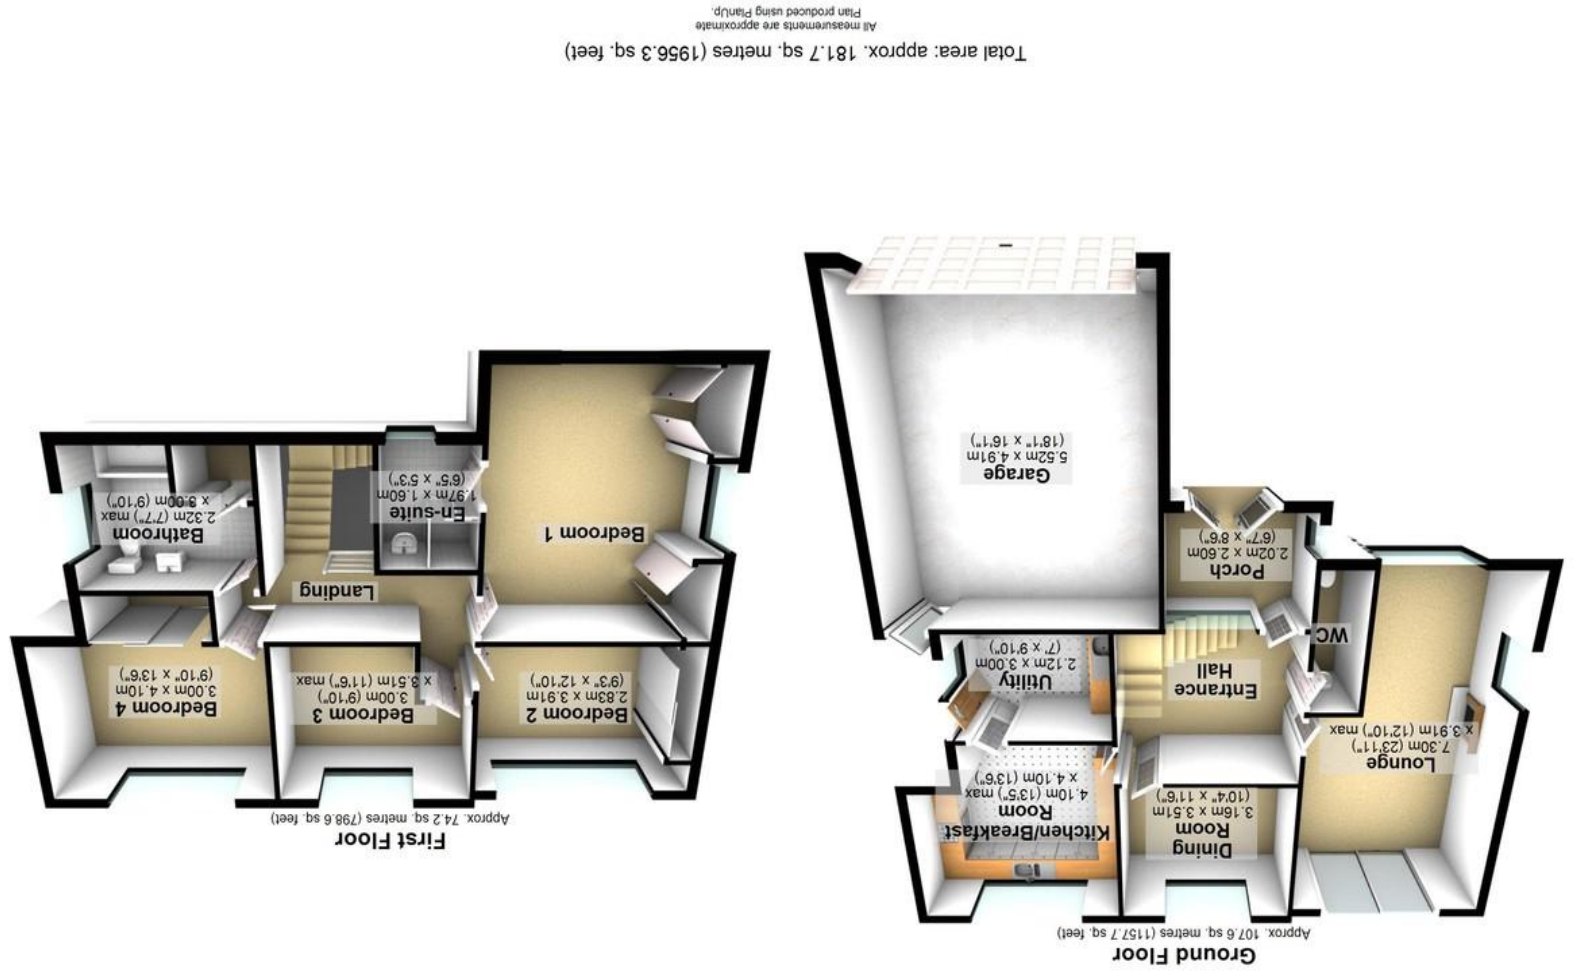 Ground Floor
Approx. 107.6 sq. metres (1157.7 sq. feet)
Lounge
7.30m (23'11")
x 3.91m (12'10") max
Dining
Room
3.16m x 3.51m
(10'4" x 11'6")
Kitchen/Breakfast
Room
4.10m (13'5") max
x 4.10m (13'6")
Entrance
Hall
WC
Utility
2.12m x 3.00m
(7' x 9'10")
Porch
2.02m x 2.60m
(6'7" x 8'6")
Garage
5.52m x 4.91m
(18'1" x 16'1")
First Floor
Approx. 74.2 sq. metres (798.6 sq. feet)
Bedroom 2
2.83m x 3.91m
(9'3" x 12'10")
Bedroom 3
3.00m (9'10")
x 3.51m (11'6") max
Bedroom 4
3.00m x 4.10m
(9'10" x 13'6")
Landing
Bedroom 1
En-suite
1.97m x 1.60m
(6'5" x 5'3")
Bathroom
2.32m (7'7") max
x 3.00m (9'10")
Total area: approx. 181.7 sq. metres (1956.3 sq. feet)
All measurements are approximate
Plan produced using PlanUp.